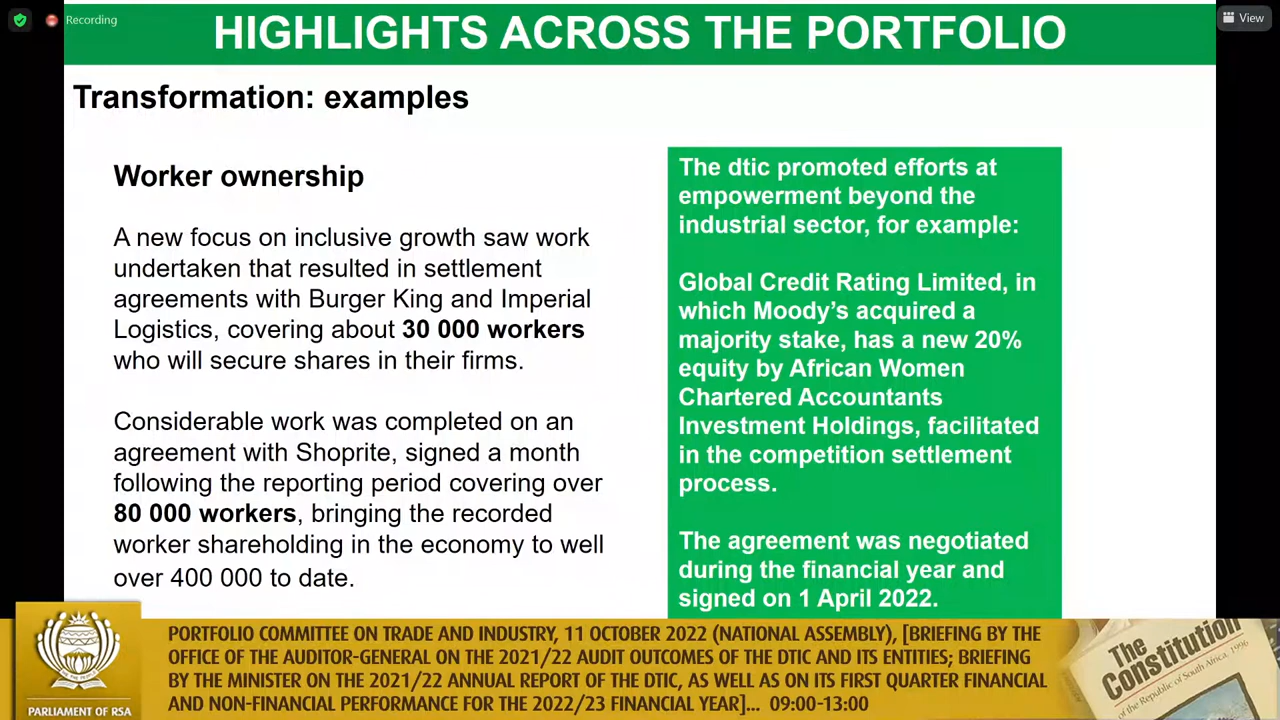 Recording
View
HIGHLIGHTS ACROSS THE PORTFOLIO
Transformation: examples
Worker ownership
A new focus on inclusive growth saw work
undertaken that resulted in settlement
agreements with Burger King and Imperial
Logistics, covering about 30 000 workers
who will secure shares in their firms.
Considerable work was completed on an
agreement with Shoprite, signed a month
following the reporting period covering over
80 000 workers, bringing the recorded
worker shareholding in the economy to well
over 400 000 to date.
The dtic promoted efforts at
empowerment beyond the
industrial sector, for example:
Global Credit Rating Limited, in
which Moody’s acquired a
majority stake, has a new 20%
equity by African Women
Chartered Accountants
Investment Holdings, facilitated
in the competition settlement
process.
The agreement was negotiated
during the financial year and
signed on 1 April 2022.
PORTFOLIO COMMITTEE ON TRADE AND INDUSTRY, 11 OCTOBER 2022 (NATIONAL ASSEMBLY), [BRIEFING BY THE
OFFICE OF THE AUDITOR-GENERAL ON THE 2021/22 AUDIT OUTCOMES OF THE DTIC AND ITS ENTITIES; BRIEFING
BY THE MINISTER ON THE 2021/22 ANNUAL REPORT OF THE DTIC, AS WELL AS ON ITS FIRST QUARTER FINANCIAL
AND NON-FINANCIAL PERFORMANCE FOR THE 2022/23 FINANCIAL YEAR]... 09:00-13:00
PARLIAMENT OF RSA
The
Constitution
of the Republic of South Africa, 1996